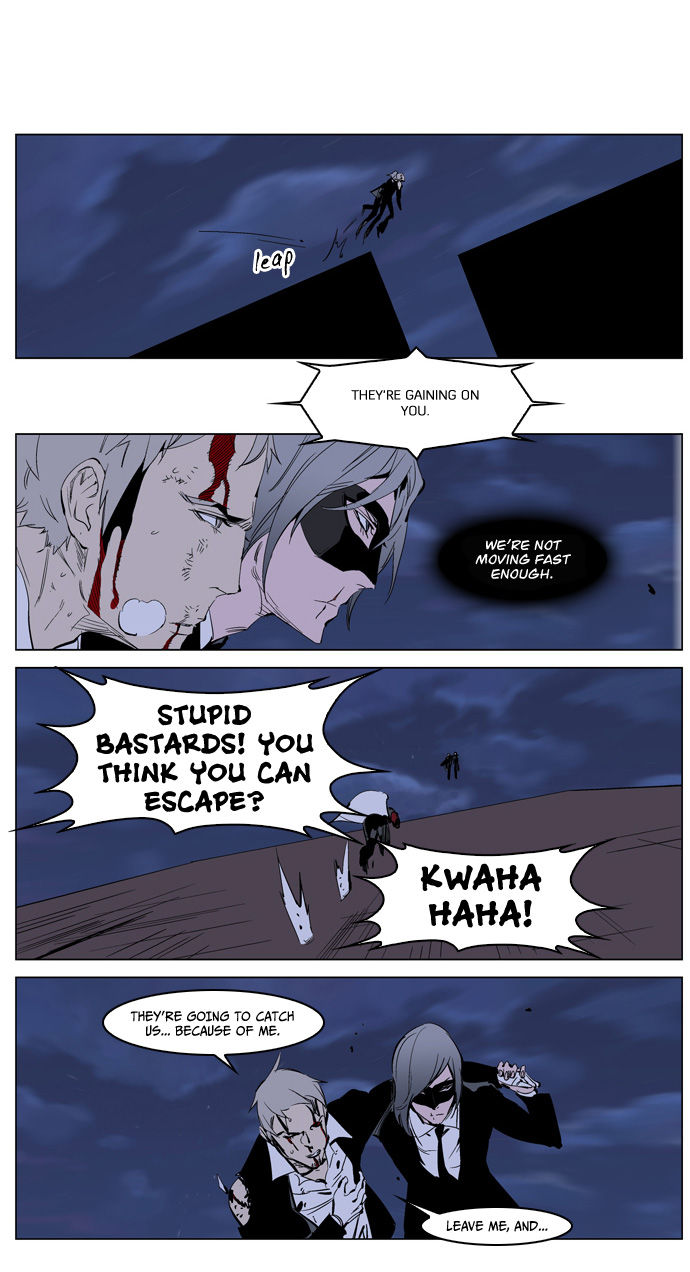 leap
THEY'RE GAINING ON
YOU.
WE'RE NOT
MOVING FAST
ENOUGH.
STUPID
BASTARDS! YOU
THINK YOU CAN
ESCAPE?
KWAHA
HAHA!
THEY'RE GOING TO CATCH
US... BECAUSE OF ME.
LEAVE ME, AND...